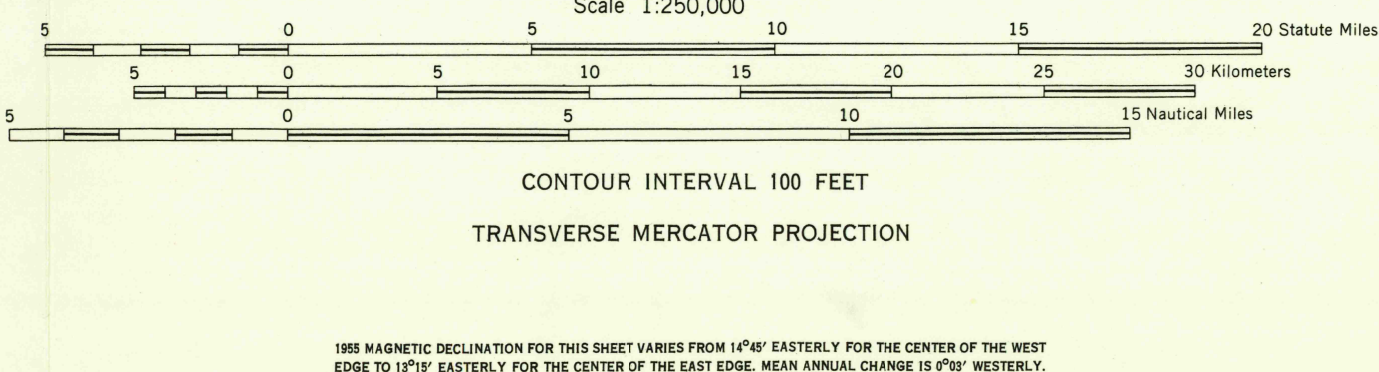 Scale 1:250,000
5 0 5 10 15 20 Statute Miles
5 0 5 10 15 20 25 30 Kilometers
5 0 5 10 15 Nautical Miles
CONTOUR INTERVAL 100 FEET
TRANSVERSE MERCATOR PROJECTION
1955 MAGNETIC DECLINATION FOR THIS SHEET VARIES FROM 14°45′ EASTERLY FOR THE CENTER OF THE WEST
EDGE TO 13°15′ EASTERLY FOR THE CENTER OF THE EAST EDGE. MEAN ANNUAL CHANGE IS 0°03′ WESTERLY.